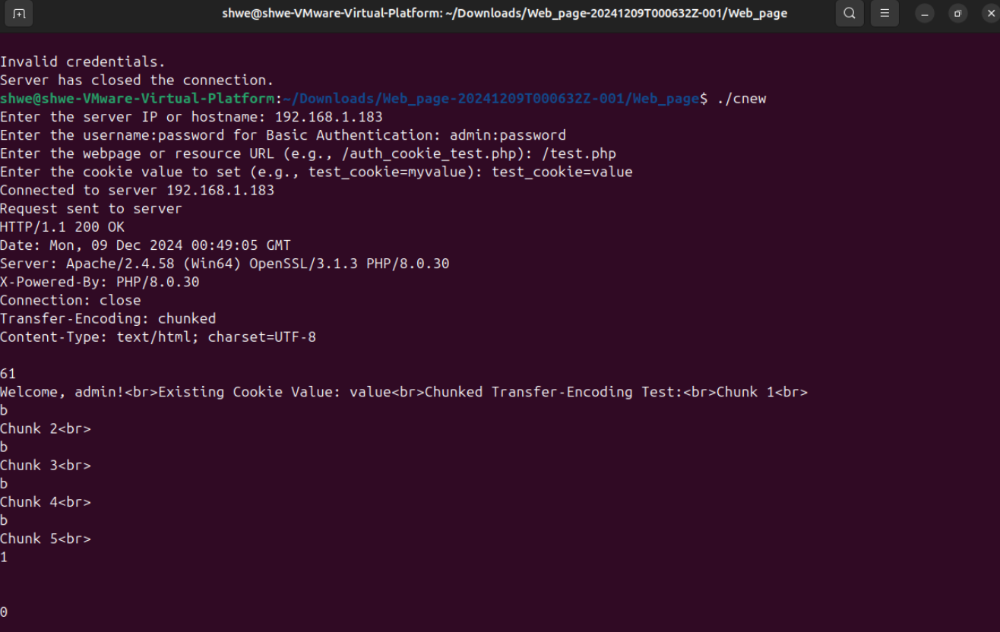 shwe@shwe-VMware-Virtual-Platform: ~/Downloads/Web_page-20241209T000632Z-001/Web_page
Invalid credentials.
Server has closed the connection.
shwe@shwe-VMware-Virtual-Platform:~/Downloads/Web_page-20241209T000632Z-001/Web_page$ ./cnew
Enter the server IP or hostname: 192.168.1.183
Enter the username:password for Basic Authentication: admin:password
Enter the webpage or resource URL (e.g., /auth_cookie_test.php): /test.php
Enter the cookie value to set (e.g., test_cookie=myvalue): test_cookie=value
Connected to server 192.168.1.183
Request sent to server
HTTP/1.1 200 OK
Date: Mon, 09 Dec 2024 00:49:05 GMT
Server: Apache/2.4.58 (Win64) OpenSSL/3.1.3 PHP/8.0.30
X-Powered-By: PHP/8.0.30
Connection: close
Transfer-Encoding: chunked
Content-Type: text/html; charset=UTF-8
61
Welcome, admin!<br>Existing Cookie Value: value<br>Chunked Transfer-Encoding Test:<br>Chunk 1<br>
b
Chunk 2<br>
b
Chunk 3<br>
b
Chunk 4<br>
b
Chunk 5<br>
1
0